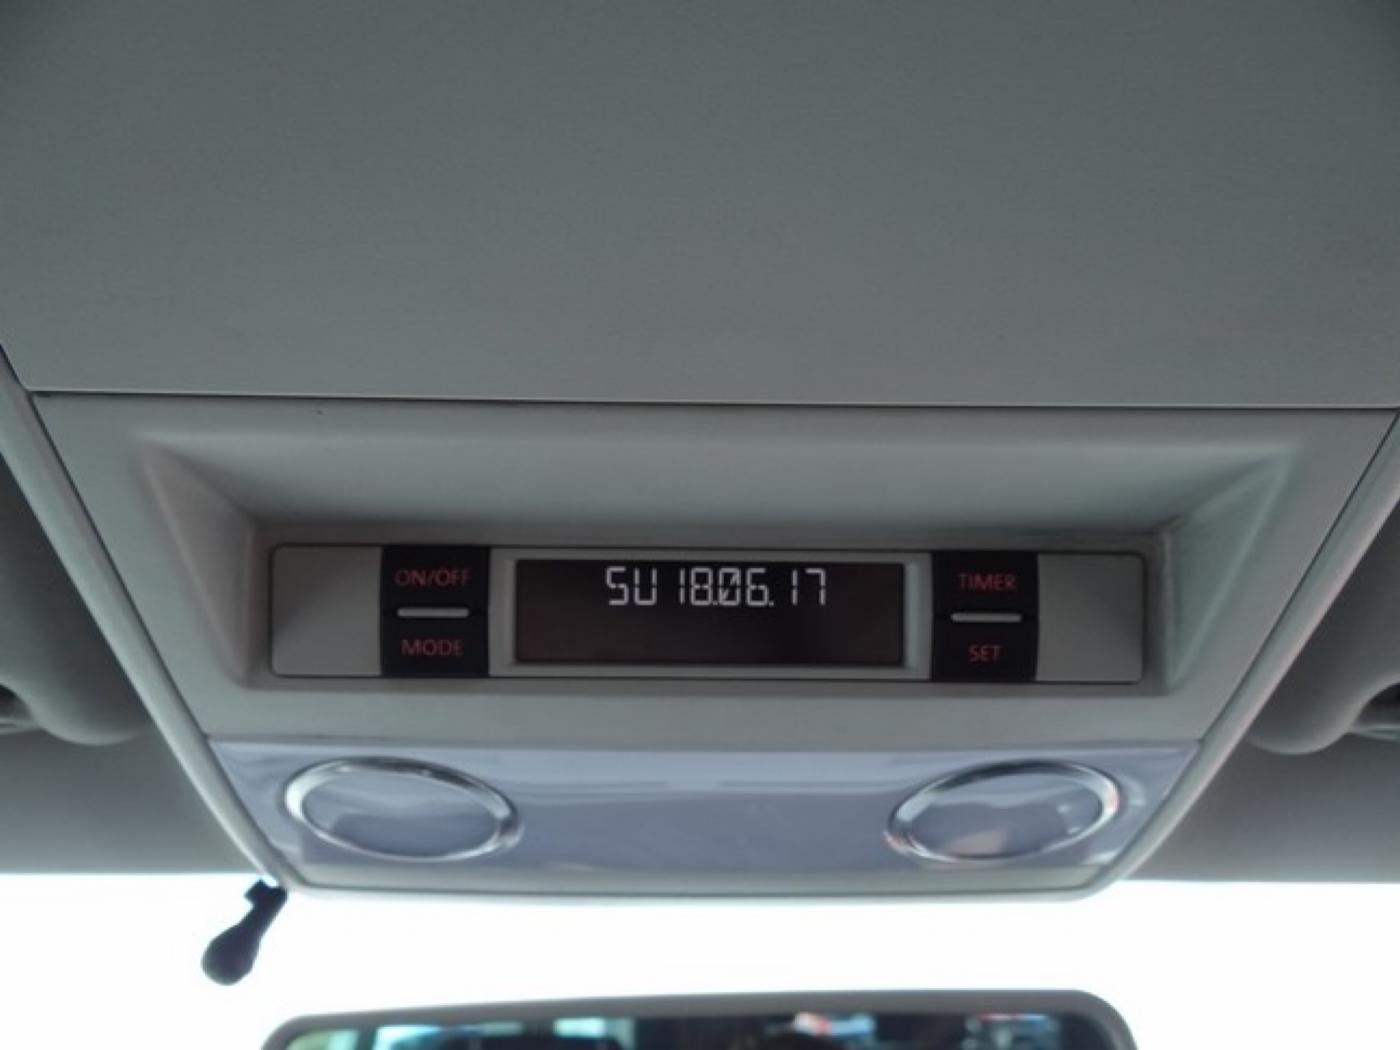 ON/OFF
MODE
SU 18.06.17
TIMER
SET